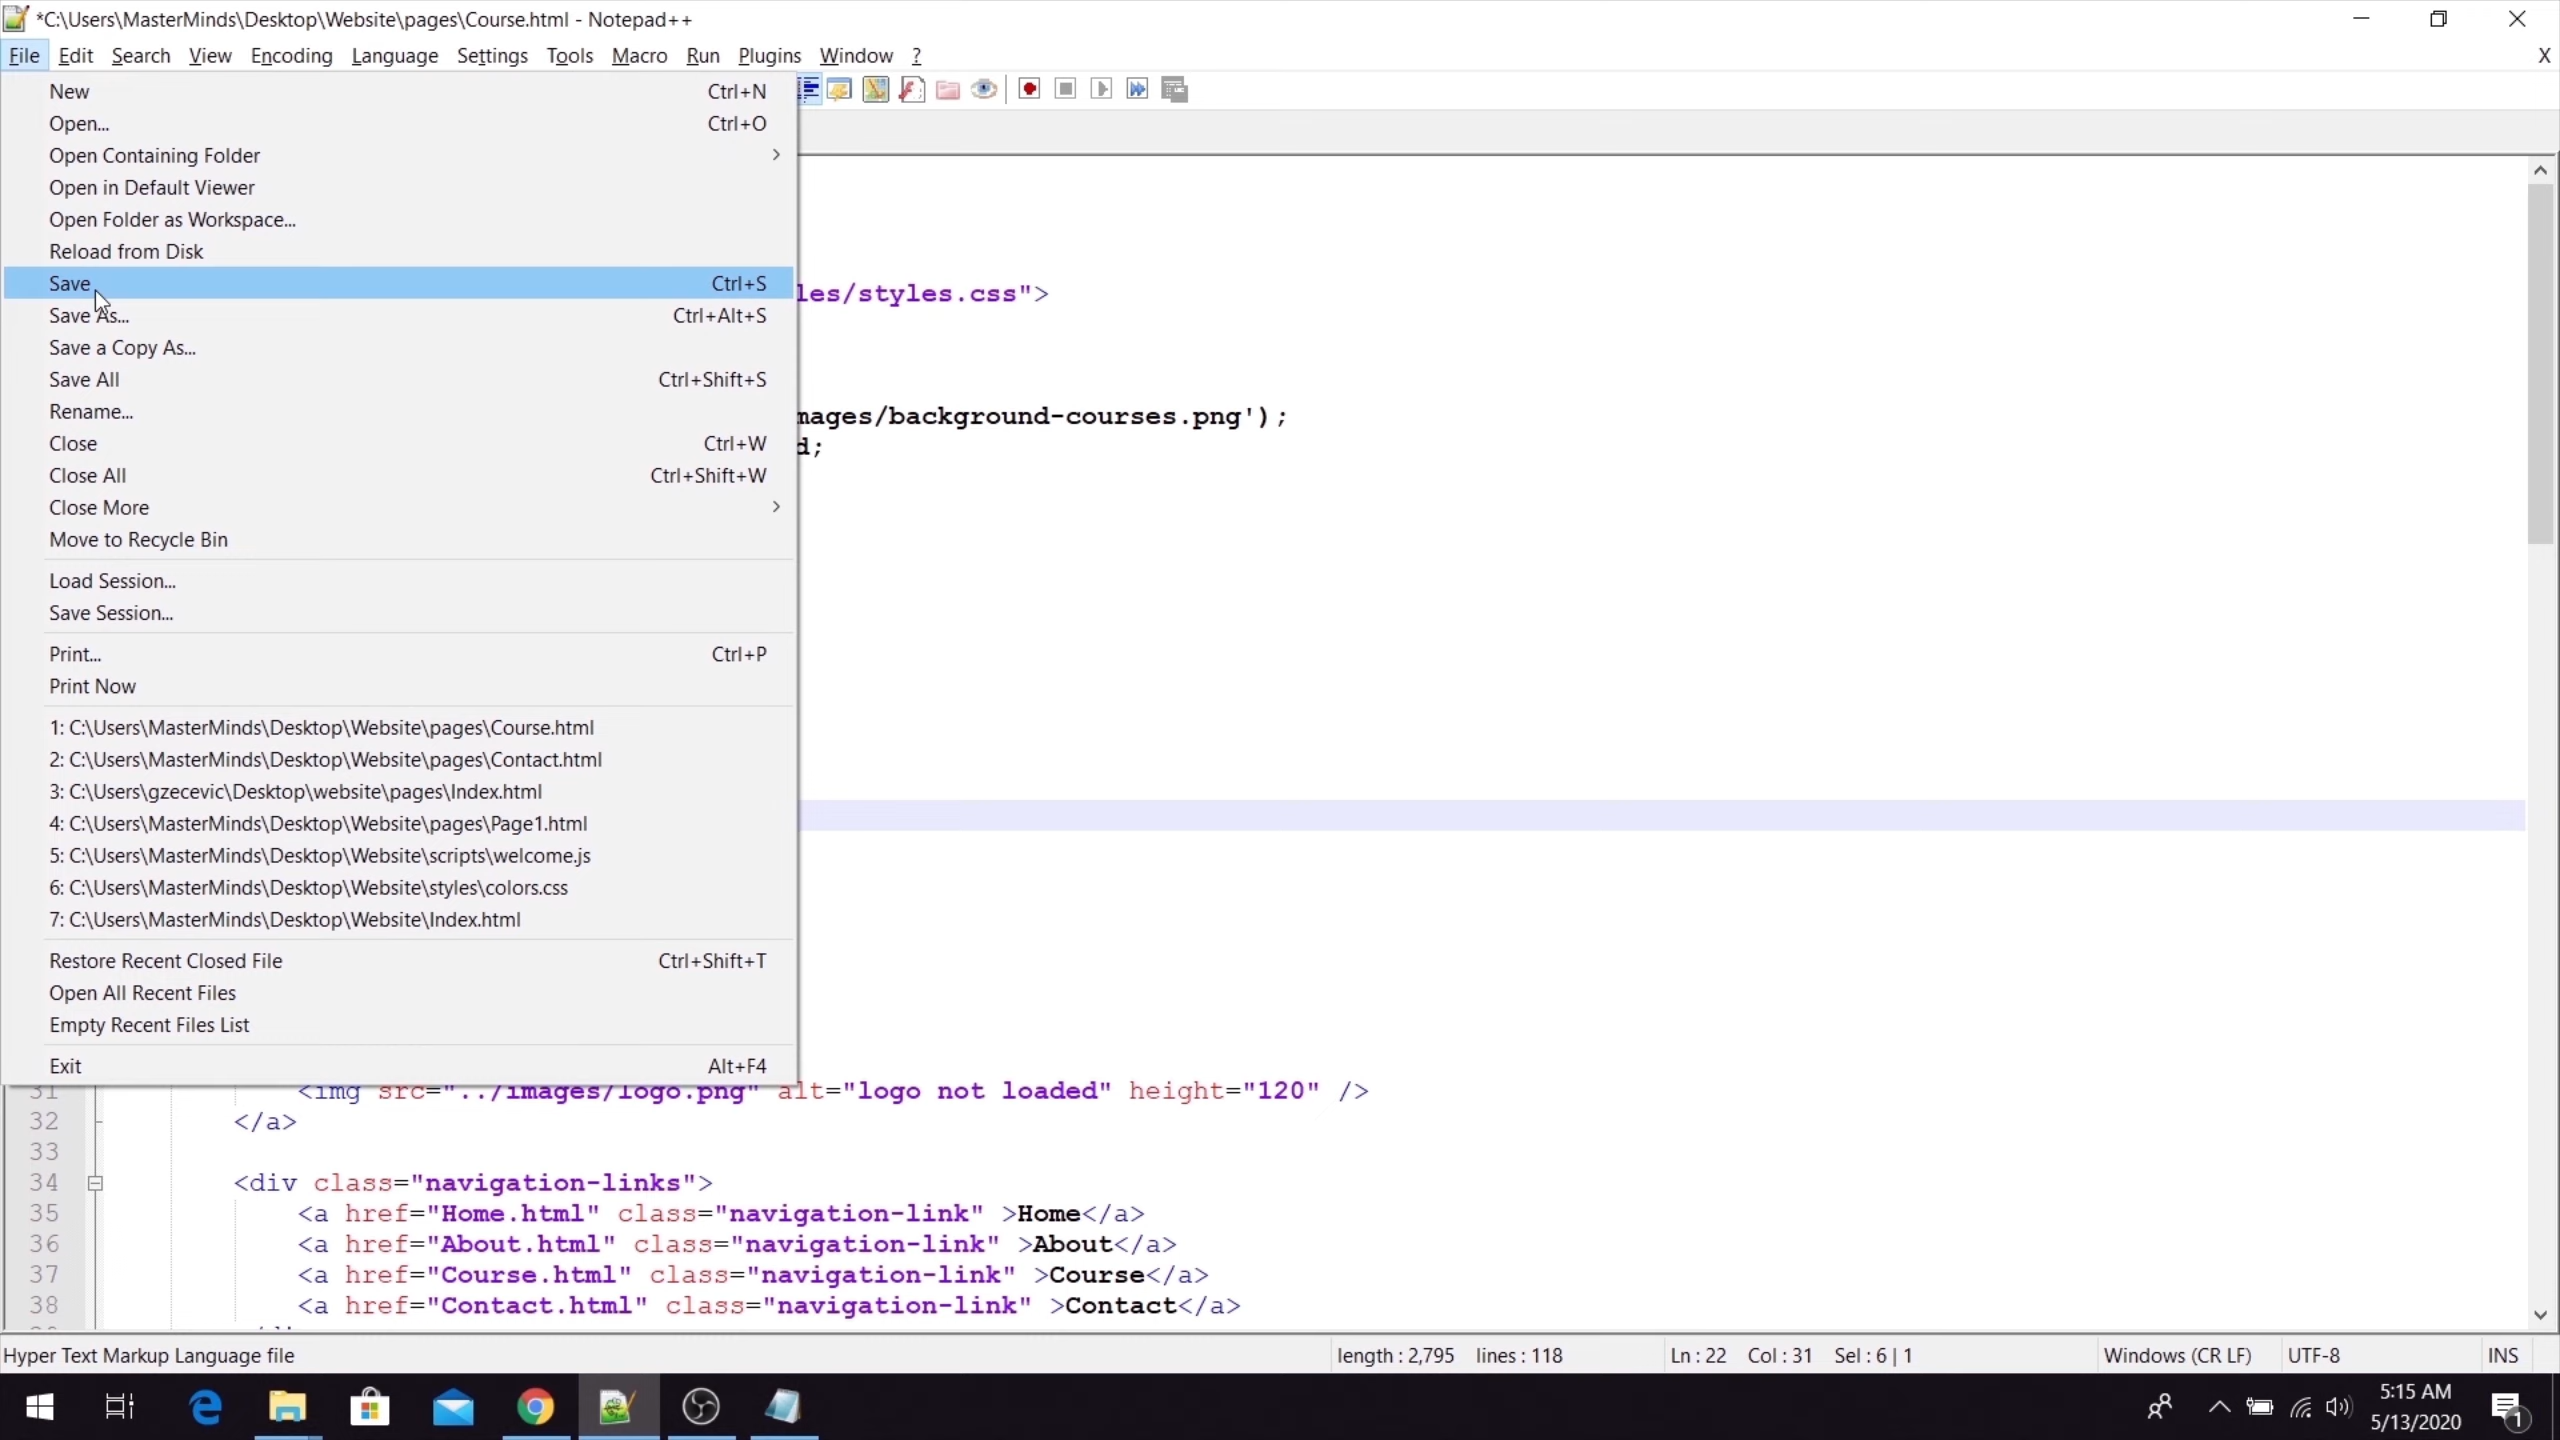 *C:\Users\MasterMinds\Desktop\Website\pages\Course.html - Notepad++
File Edit Search View Encoding Language Settings Tools Macro Run Plugins Window ? X
New Ctrl+N
Open... Ctrl+O
Open Containing Folder
Open in Default Viewer
Open Folder as Workspace...
Reload from Disk
Save Ctrl+S
les/styles.css">
Save As... Ctrl+Alt+S
Save a Copy As...
Save All Ctrl+Shift+S
Rename...
mages/background-courses.png');
Close Ctrl+W
d;
Close All Ctrl+Shift+W
Close More
Move to Recycle Bin
Load Session...
Save Session...
Print... Ctrl+P
Print Now
1: C:\Users\MasterMinds\Desktop\Website\pages\Course.html
2: C:\Users\MasterMinds\Desktop\Website\pages\Contact.html
3: C:\Users\gzecevic\Desktop\website\pages\Index.html
4: C:\Users\MasterMinds\Desktop\Website\pages\Page1.html
5: C:\Users\MasterMinds\Desktop\Website\scripts\welcome.js
6: C:\Users\MasterMinds\Desktop\Website\styles\colors.css
7: C:\Users\MasterMinds\Desktop\Website\Index.html
Restore Recent Closed File Ctrl+Shift+T
Open All Recent Files
Empty Recent Files List
Exit Alt+F4
31 <img src="../images/logo.png" alt="logo not loaded" height="120" />
32 </a>
33
34 <div class="navigation-links">
35 <a href="Home.html" class="navigation-link" >Home</a>
36 <a href="About.html" class="navigation-link" >About</a>
37 <a href="Course.html" class="navigation-link" >Course</a>
38 <a href="Contact.html" class="navigation-link" >Contact</a>
Hyper Text Markup Language file length : 2,795 lines : 118 Ln : 22 Col : 31 Sel : 6 | 1 Windows (CR LF) UTF-8 INS
5:15 AM
5/13/2020
1